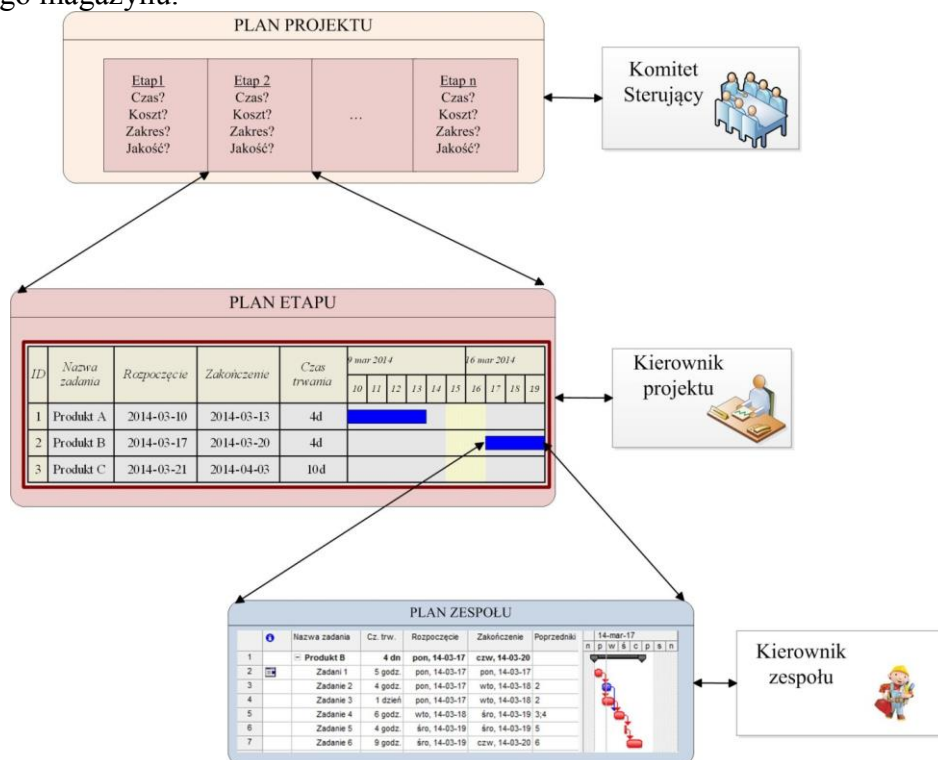 go magazynu.
PLAN PROJEKTU
Etap1
Czas?
Koszt?
Zakres?
Jakość?
Etap 2
Czas?
Koszt?
Zakres?
Jakość?
...
Etap n
Czas?
Koszt?
Zakres?
Jakość?
Komitet
Sterujący
PLAN ETAPU
9 mar 2014 16 mar 2014
ID Nazwa zadania Rozpoczęcie Zakończenie Czas trwania
10 11 12 13 14 15 16 17 18 19
1 Produkt A 2014-03-10 2014-03-13 4d
2 Produkt B 2014-03-17 2014-03-20 4d
3 Produkt C 2014-03-21 2014-04-03 10d
Kierownik
projektu
PLAN ZESPOŁU
Nazwa zadania Cz. trw. Rozpoczęcie Zakończenie Poprzedniki 14-mar-17
n p w ś c p s n
1 Produkt B 4 dn pon, 14-03-17 czw, 14-03-20
2 Zadani 1 5 godz. pon, 14-03-17 pon, 14-03-17
3 Zadanie 2 4 godz. pon, 14-03-17 wto, 14-03-18 2
4 Zadanie 3 1 dzień pon, 14-03-17 wto, 14-03-18 2
5 Zadanie 4 6 godz. wto, 14-03-18 śro, 14-03-19 3;4
6 Zadanie 5 4 godz. śro, 14-03-19 śro, 14-03-19 5
7 Zadanie 6 9 godz. śro, 14-03-19 czw, 14-03-20 6
Kierownik
zespołu